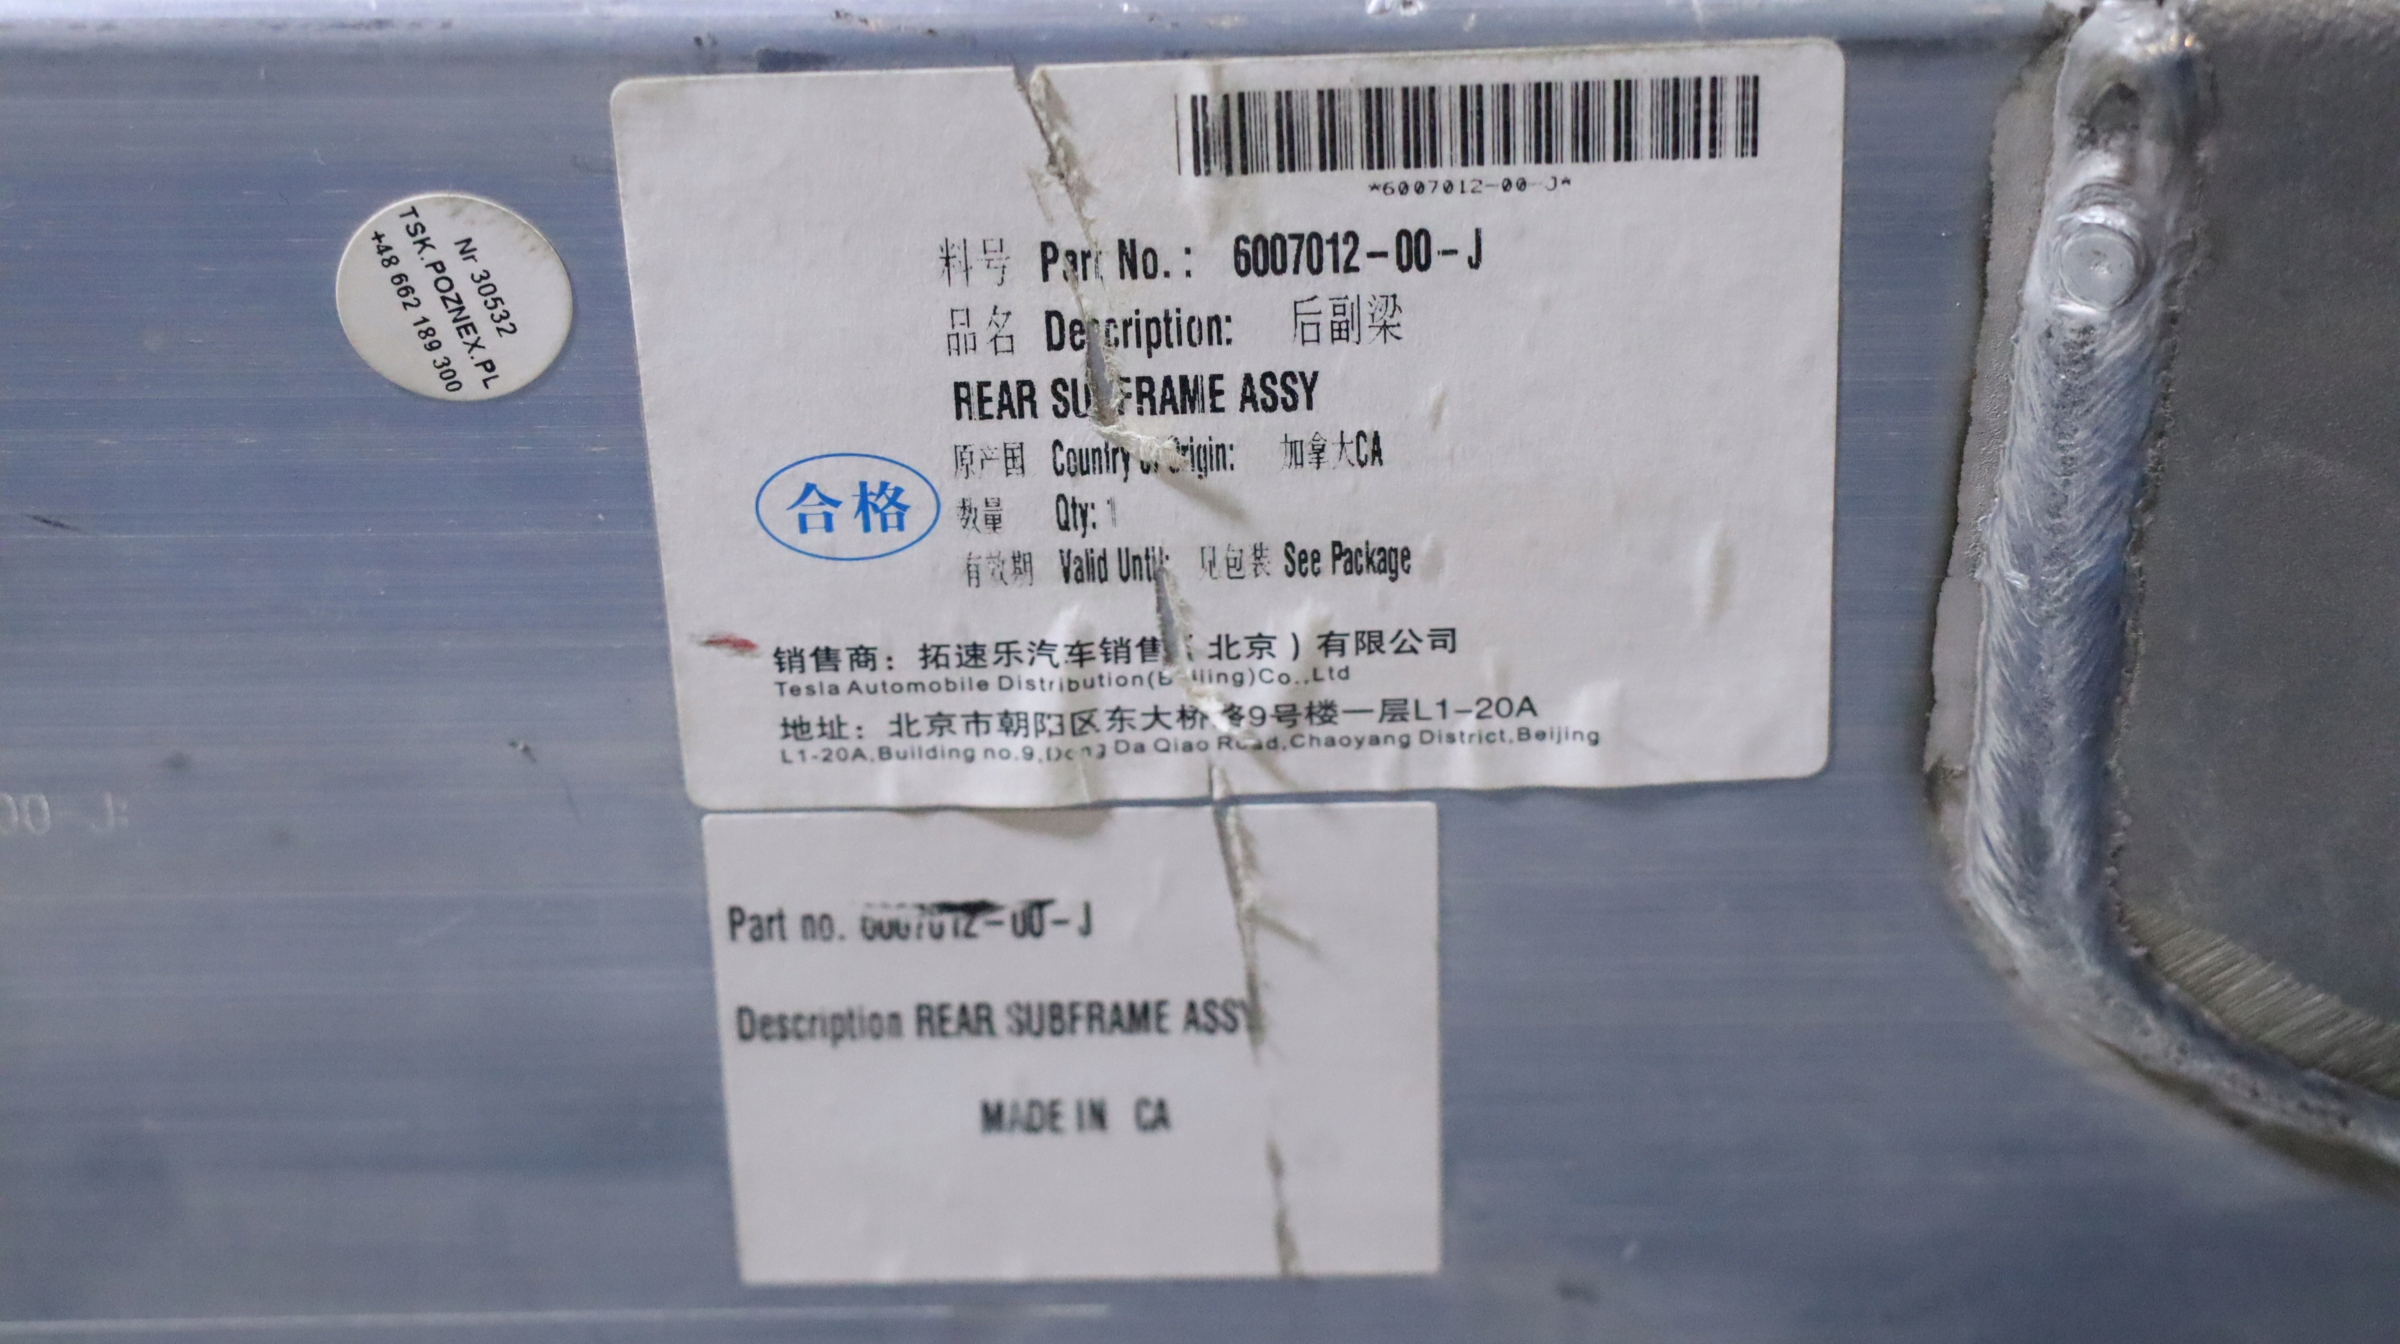 Nr 30532
TSK.POZNEX.PL
+48 662 189 300
*6007012-00-J*
料号 Part No.: 6007012-00-J
品名 Description: 后副梁
REAR SUBFRAME ASSY
原产国 Country of Origin: 加拿大CA
合格
数量 Qty: 1
有效期 Valid Until: 见包装 See Package
销售商：拓速乐汽车销售（北京）有限公司
Tesla Automobile Distribution(Beijing)Co.,Ltd
地址：北京市朝阳区东大桥路9号楼一层L1-20A
L1-20A,Building no.9,Dong Da Qiao Road,Chaoyang District,Beijing
00-J
Part no. 6007012-00-J
Description REAR SUBFRAME ASSY
MADE IN CA